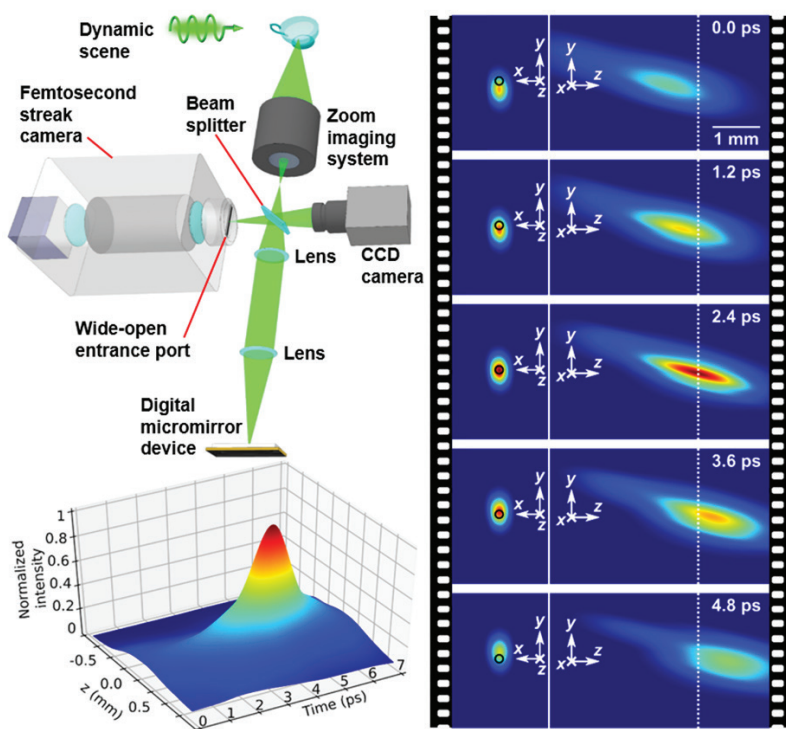 Dynamic
scene
Femtosecond
streak
camera
Beam
splitter
Zoom
imaging
system
Lens
CCD
camera
Wide-open
entrance port
Lens
Digital
micromirror
device
Normalized
intensity
1
0.8
0.6
0.4
0.2
0
-0.5
0.0
0.5
z (mm)
0 1 2 3 4 5 6 7
Time (ps)
0.0 ps
y y
x z
z x
1 mm
1.2 ps
y y
x z
z x
2.4 ps
y y
x z
z x
3.6 ps
y y
x z
z x
4.8 ps
y y
x z
z x